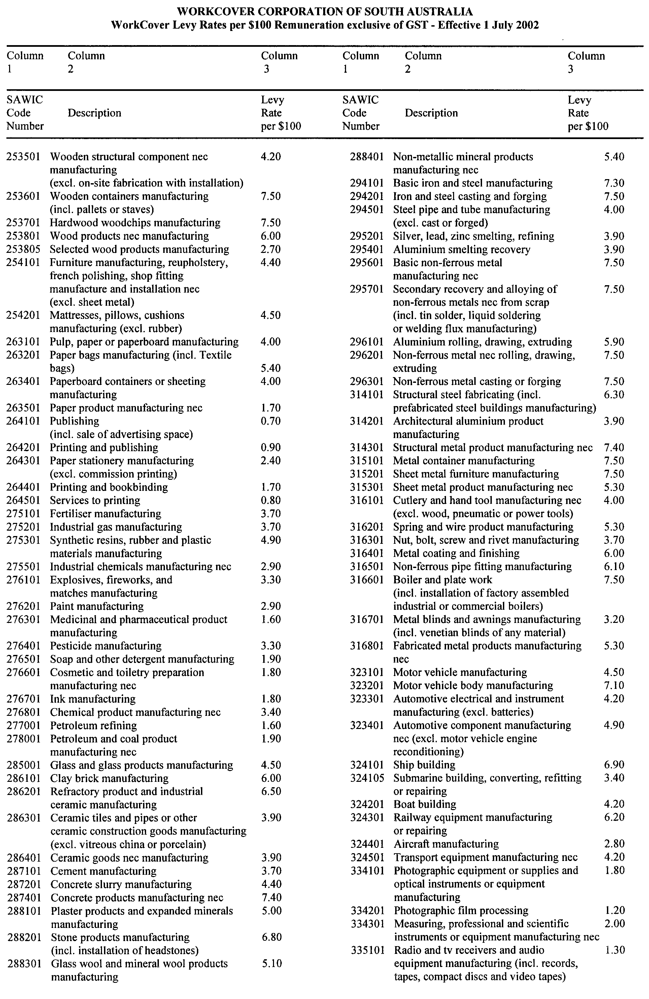 WORKCOVER CORPORATION OF SOUTH AUSTRALIA
WorkCover Levy Rates per $100 Remuneration exclusive of GST - Effective 1 July 2002
Column Column Column Column Column Column
1 2 3 1 2 3
SAWIC Levy SAWIC Levy
Code Description Rate Code Description Rate
Number per $100 Number per $100
253501 Wooden structural component nec 4.20
manufacturing
(excl. on-site fabrication with installation)
253601 Wooden containers manufacturing 7.50
(incl. pallets or staves)
253701 Hardwood woodchips manufacturing 7.50
253801 Wood products nec manufacturing 6.00
253805 Selected wood products manufacturing 2.70
254101 Furniture manufacturing, reupholstery, 4.40
french polishing, shop fitting
manufacture and installation nec
(excl. sheet metal)
254201 Mattresses, pillows, cushions 4.50
manufacturing (excl. rubber)
263101 Pulp, paper or paperboard manufacturing 4.00
263201 Paper bags manufacturing (incl. Textile
bags) 5.40
263401 Paperboard containers or sheeting 4.00
manufacturing
263501 Paper product manufacturing nec 1.70
264101 Publishing 0.70
(incl. sale of advertising space)
264201 Printing and publishing 0.90
264301 Paper stationery manufacturing 2.40
(excl. commission printing)
264401 Printing and bookbinding 1.70
264501 Services to printing 0.80
275101 Fertiliser manufacturing 3.70
275201 Industrial gas manufacturing 3.70
275301 Synthetic resins, rubber and plastic 4.90
materials manufacturing
275501 Industrial chemicals manufacturing nec 2.90
276101 Explosives, fireworks, and 3.30
matches manufacturing
276201 Paint manufacturing 2.90
276301 Medicinal and pharmaceutical product 1.60
manufacturing
276401 Pesticide manufacturing 3.30
276501 Soap and other detergent manufacturing 1.90
276601 Cosmetic and toiletry preparation 1.80
manufacturing nec
276701 Ink manufacturing 1.80
276801 Chemical product manufacturing nec 3.40
277001 Petroleum refining 1.60
278001 Petroleum and coal product 1.90
manufacturing nec
285001 Glass and glass products manufacturing 4.50
286101 Clay brick manufacturing 6.00
286201 Refractory product and industrial 6.50
ceramic manufacturing
286301 Ceramic tiles and pipes or other 3.90
ceramic construction goods manufacturing
(excl. vitreous china or porcelain)
286401 Ceramic goods nec manufacturing 3.90
287101 Cement manufacturing 3.70
287201 Concrete slurry manufacturing 4.40
287401 Concrete products manufacturing nec 7.40
288101 Plaster products and expanded minerals 5.00
manufacturing
288201 Stone products manufacturing 6.80
(incl. installation of headstones)
288301 Glass wool and mineral wool products 5.10
manufacturing
288401 Non-metallic mineral products 5.40
manufacturing nec
294101 Basic iron and steel manufacturing 7.30
294201 Iron and steel casting and forging 7.50
294501 Steel pipe and tube manufacturing 4.00
(excl. cast or forged)
295201 Silver, lead, zinc smelting, refining 3.90
295401 Aluminium smelting recovery 3.90
295601 Basic non-ferrous metal 7.50
manufacturing nec
295701 Secondary recovery and alloying of 7.50
non-ferrous metals nec from scrap
(incl. tin solder, liquid soldering
or welding flux manufacturing)
296101 Aluminium rolling, drawing, extruding 5.90
296201 Non-ferrous metal nec rolling, drawing, 7.50
extruding
296301 Non-ferrous metal casting or forging 7.50
314101 Structural steel fabricating (incl. 6.30
prefabricated steel buildings manufacturing)
314201 Architectural aluminium product 3.90
manufacturing
314301 Structural metal product manufacturing nec 7.40
315101 Metal container manufacturing 7.50
315201 Sheet metal furniture manufacturing 7.50
315301 Sheet metal product manufacturing nec 5.30
316101 Cutlery and hand tool manufacturing nec 4.00
(excl. wood, pneumatic or power tools)
316201 Spring and wire product manufacturing 5.30
316301 Nut, bolt, screw and rivet manufacturing 3.70
316401 Metal coating and finishing 6.00
316501 Non-ferrous pipe fitting manufacturing 6.10
316601 Boiler and plate work 7.50
(incl. installation of factory assembled
industrial or commercial boilers)
316701 Metal blinds and awnings manufacturing 3.20
(incl. venetian blinds of any material)
316801 Fabricated metal products manufacturing 5.30
nec
323101 Motor vehicle manufacturing 4.50
323201 Motor vehicle body manufacturing 7.10
323301 Automotive electrical and instrument 4.20
manufacturing (excl. batteries)
323401 Automotive component manufacturing 4.90
nec (excl. motor vehicle engine
reconditioning)
324101 Ship building 6.90
324105 Submarine building, converting, refitting 3.40
or repairing
324201 Boat building 4.20
324301 Railway equipment manufacturing 6.20
or repairing
324401 Aircraft manufacturing 2.80
324501 Transport equipment manufacturing nec 4.20
334101 Photographic equipment or supplies and 1.80
optical instruments or equipment
manufacturing
334201 Photographic film processing 1.20
334301 Measuring, professional and scientific 2.00
instruments or equipment manufacturing nec
335101 Radio and tv receivers and audio 1.30
equipment manufacturing (incl. records,
tapes, compact discs and video tapes)